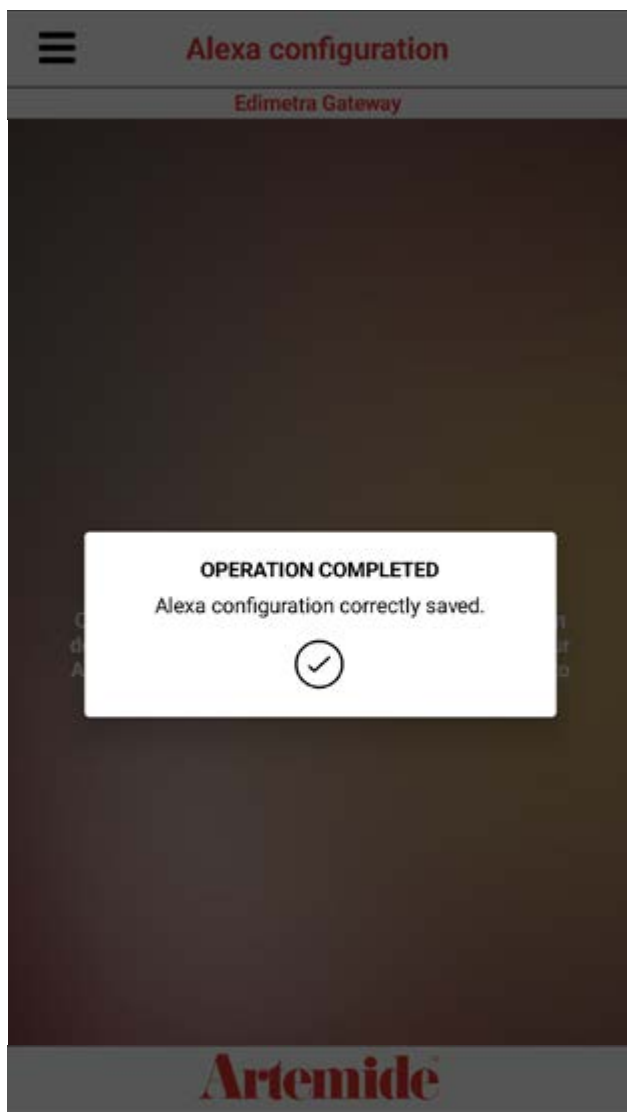 Alexa configuration
Edimetra Gateway
OPERATION COMPLETED
Alexa configuration correctly saved.
Artemide